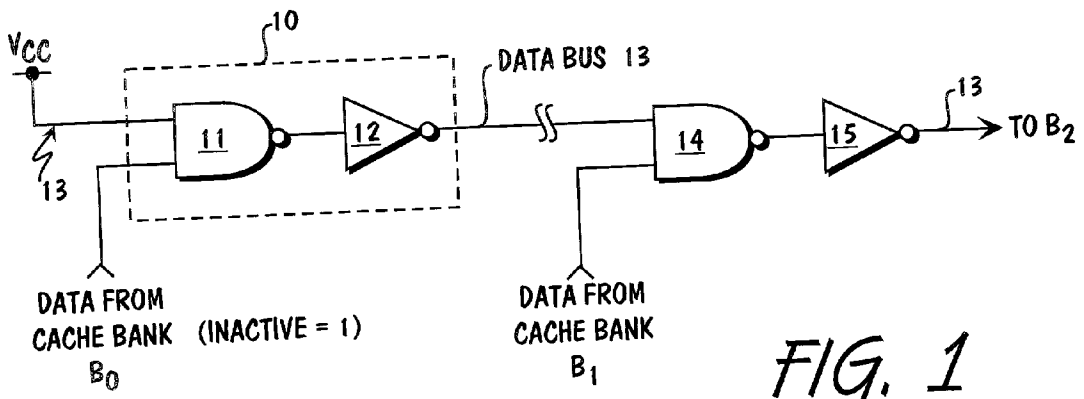 10
VCC
DATA BUS 13
13
11
12
14
15
TO B2
13
DATA FROM
CACHE BANK (INACTIVE = 1)
B0
DATA FROM
CACHE BANK
B1
FIG. 1